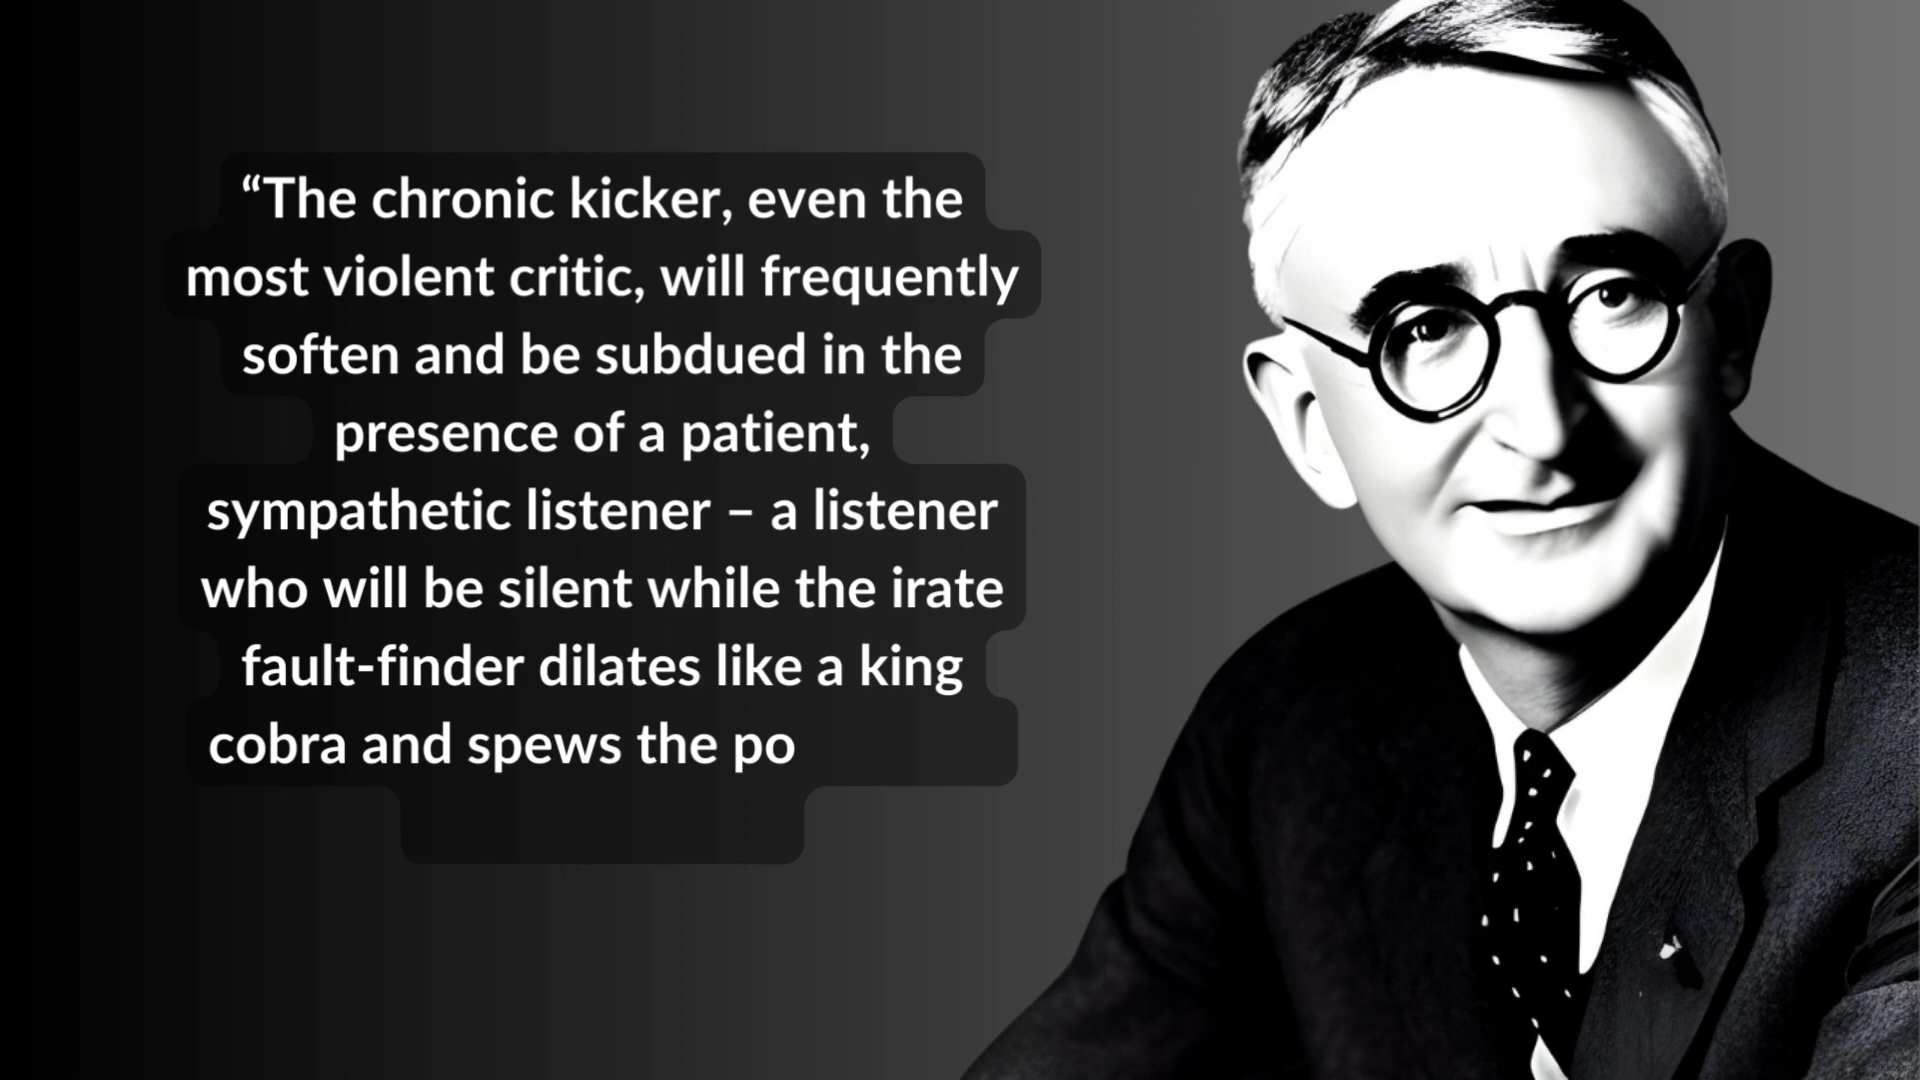 “The chronic kicker, even the
most violent critic, will frequently
soften and be subdued in the
presence of a patient,
sympathetic listener – a listener
who will be silent while the irate
fault-finder dilates like a king
cobra and spews the po